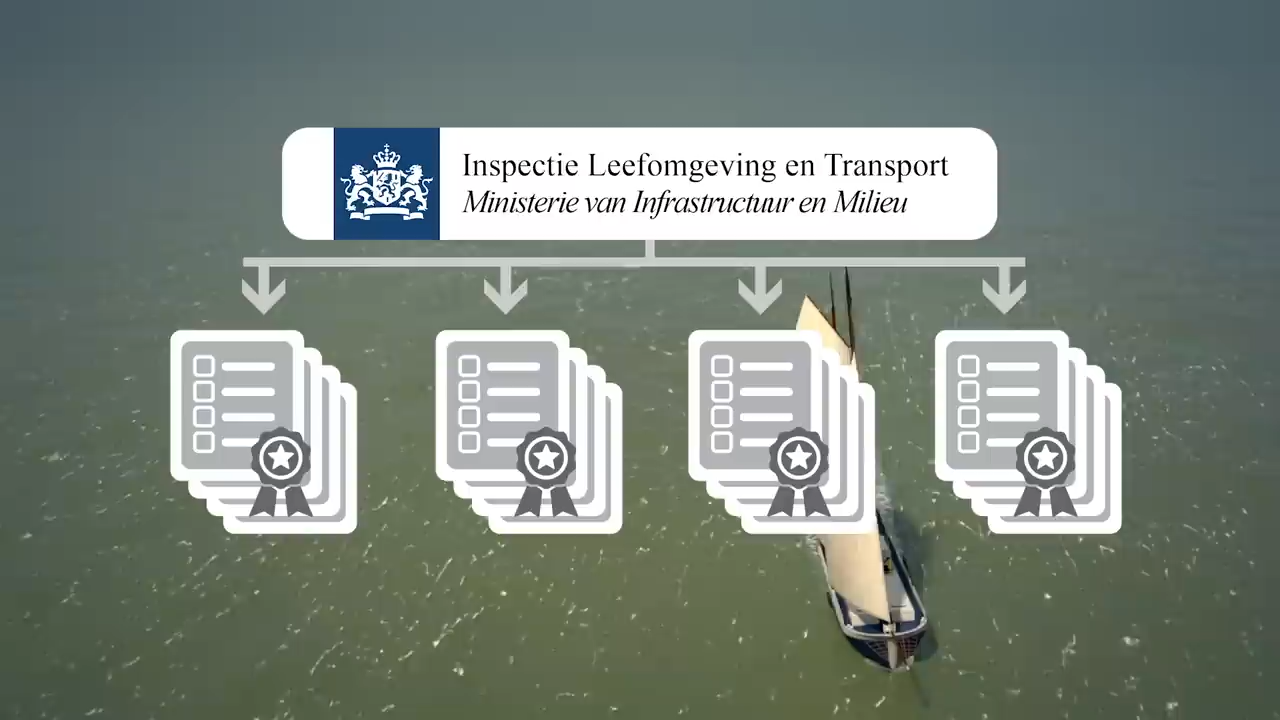 Inspectie Leefomgeving en Transport
Ministerie van Infrastructuur en Milieu